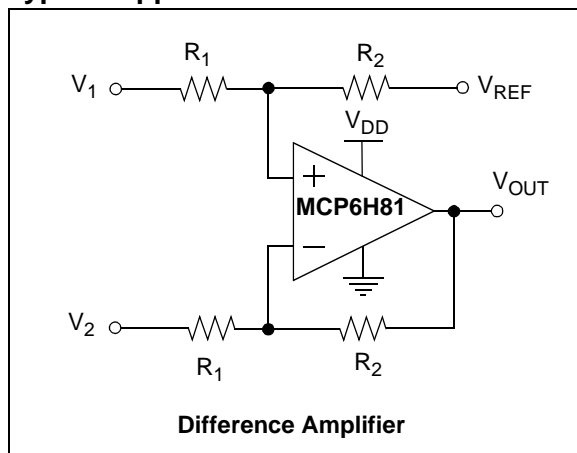 R1
R2
V1
VREF
VDD
VOUT
+
MCP6H81
−
V2
R1
R2
Difference Amplifier